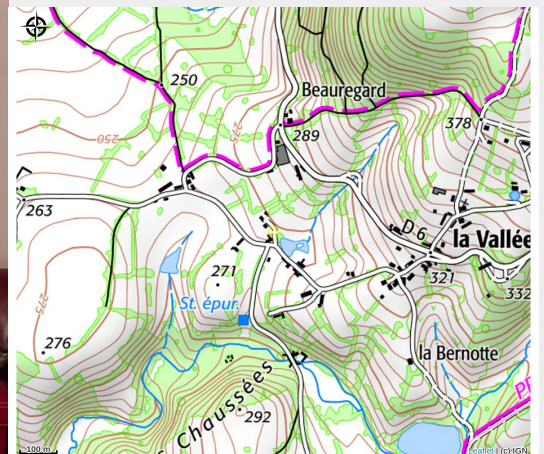 250
Beauregard
289
378
250
275
263
D 6
la Vallée
271
321
St. épur.
332
275
276
la Bernotte
Chaussées
292
100 m
Leaflet | (c) IGN